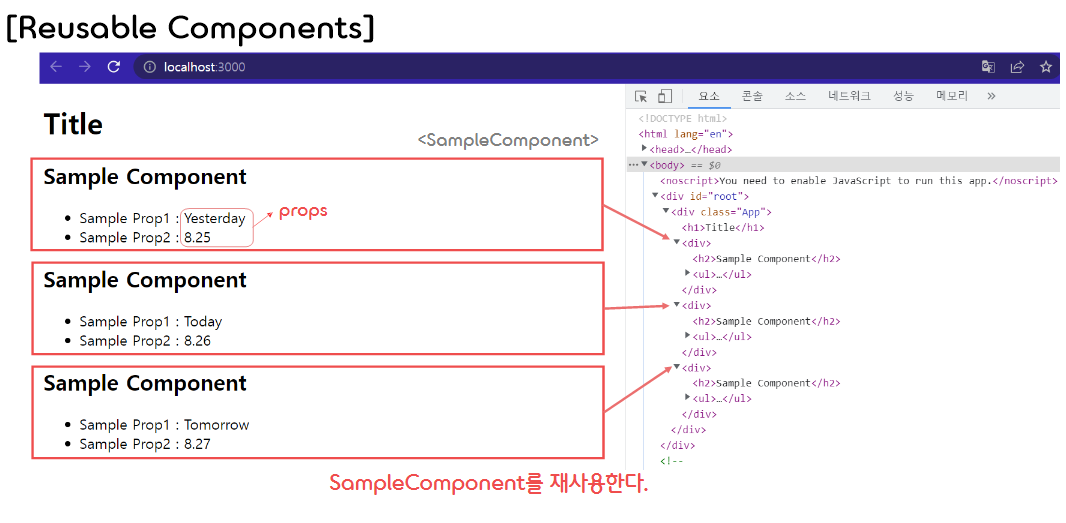 [Reusable Components]
localhost:3000
Title
<SampleComponent>
Sample Component
• Sample Prop1 : Yesterday
• Sample Prop2 : 8.25
props
Sample Component
• Sample Prop1 : Today
• Sample Prop2 : 8.26
Sample Component
• Sample Prop1 : Tomorrow
• Sample Prop2 : 8.27
요소 콘솔 소스 네트워크 성능 메모리 »
<!DOCTYPE html>
<html lang="en">
<head>…</head>
<body> == $0
<noscript>You need to enable JavaScript to run this app.</noscript>
<div id="root">
<div class="App">
<h1>Title</h1>
<div>
<h2>Sample Component</h2>
<ul>…</ul>
</div>
<div>
<h2>Sample Component</h2>
<ul>…</ul>
</div>
<div>
<h2>Sample Component</h2>
<ul>…</ul>
</div>
</div>
</div>
<!--
SampleComponent를 재사용한다.